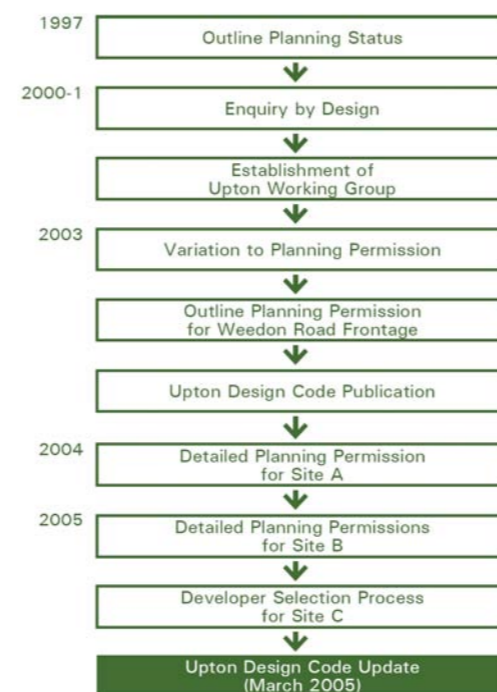 1997
Outline Planning Status
2000-1
Enquiry by Design
Establishment of
Upton Working Group
2003
Variation to Planning Permission
Outline Planning Permission
for Weedon Road Frontage
Upton Design Code Publication
2004
Detailed Planning Permission
for Site A
2005
Detailed Planning Permissions
for Site B
Developer Selection Process
for Site C
Upton Design Code Update
(March 2005)